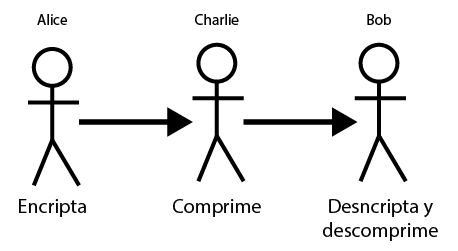 Alice
Charlie
Bob
Encripta
Comprime
Desncripta y
descomprime